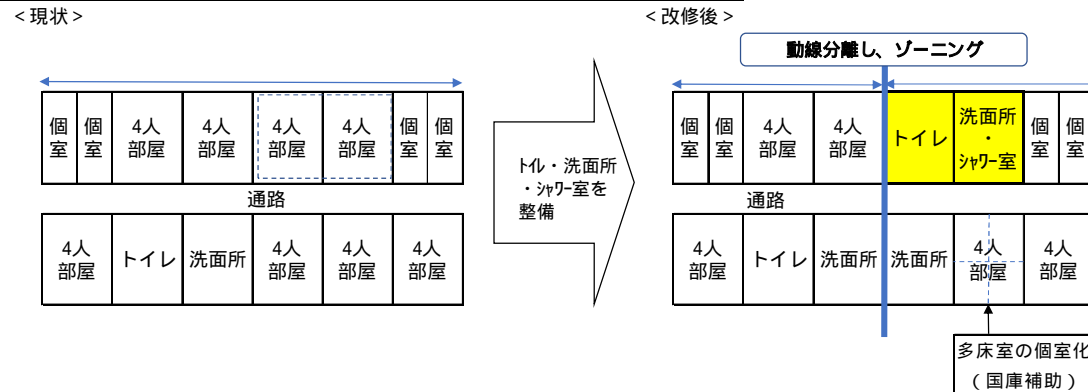 <現状>
個室
個室
4人部屋
4人部屋
4人部屋
4人部屋
個室
個室
通路
4人部屋
トイレ
洗面所
4人部屋
4人部屋
4人部屋
ﾄｲﾚ・洗面所
・ｼｬﾜｰ室を
整備
<改修後>
動線分離し、ゾーニング
個室
個室
4人部屋
4人部屋
トイレ
洗面所
・
ｼｬﾜｰ室
個室
個室
通路
4人部屋
トイレ
洗面所
洗面所
4人部屋
4人部屋
多床室の個室化
(国庫補助)